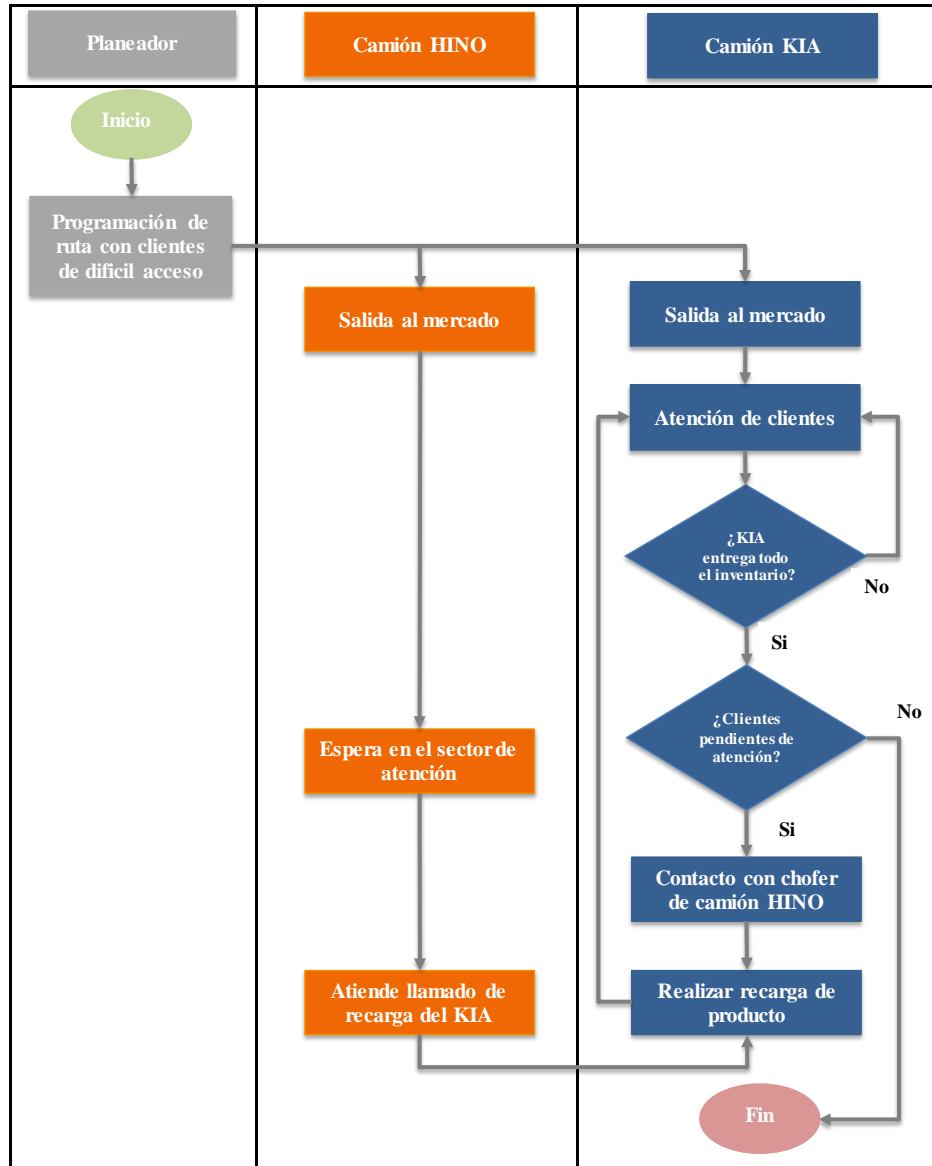 Planeador
Camión HINO
Camión KIA
Inicio
Programación de
ruta con clientes
de dificil acceso
Salida al mercado
Salida al mercado
Atención de clientes
¿KIA
entrega todo
el inventario?
No
Si
¿Clientes
pendientes de
atención?
No
Espera en el sector de
atención
Si
Contacto con chofer
de camión HINO
Atiende llamado de
recarga del KIA
Realizar recarga de
producto
Fin